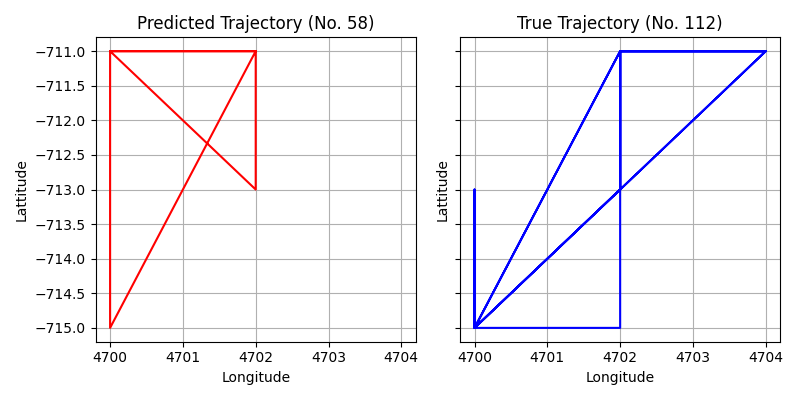 Predicted Trajectory (No. 58)
True Trajectory (No. 112)
−711.0
−711.5
−712.0
−712.5
−713.0
−713.5
−714.0
−714.5
−715.0
Lattitude
Lattitude
4700 4701 4702 4703 4704
4700 4701 4702 4703 4704
Longitude
Longitude